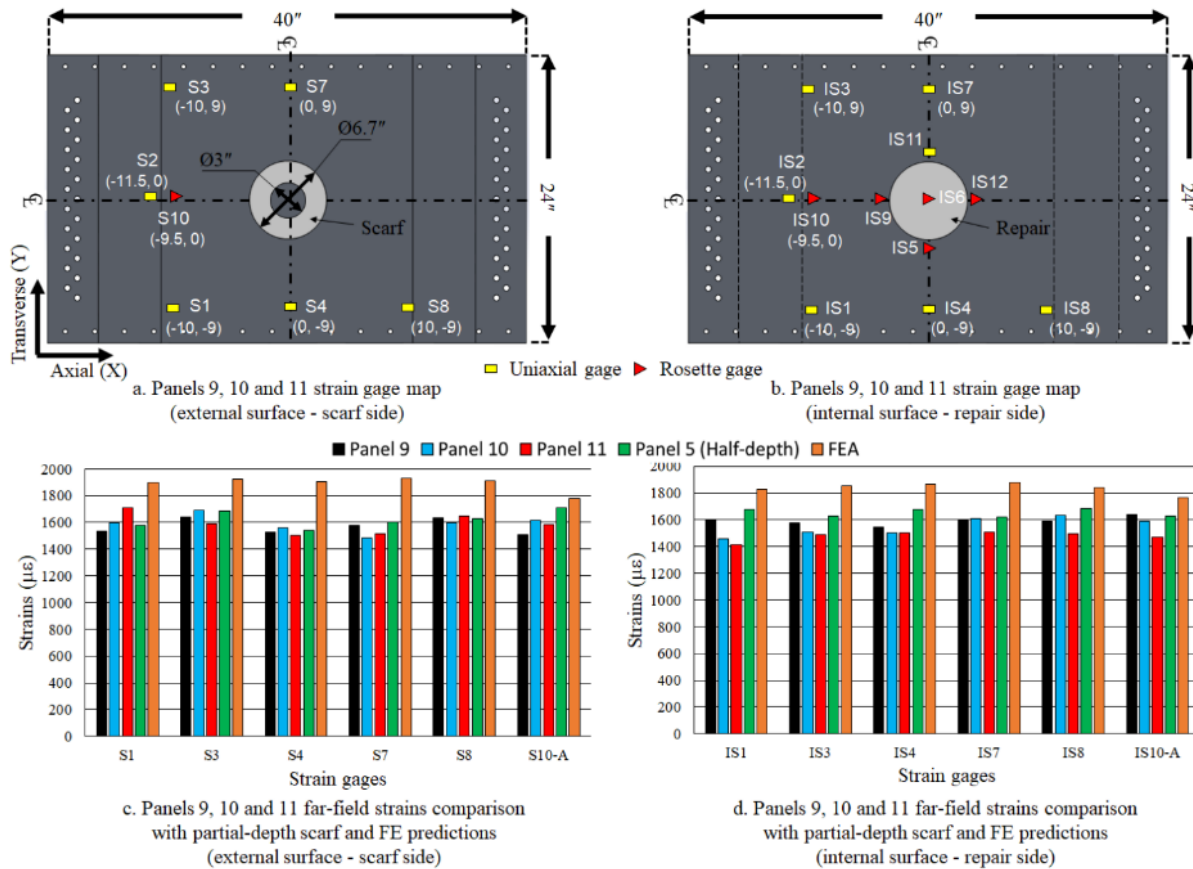 40″
℄
S3
(-10, 9)
S7
(0, 9)
Ø6.7″
Ø3″
S2
(-11.5, 0)
S10
(-9.5, 0)
℄
Scarf
24″
S1
(-10, -9)
S4
(0, -9)
S8
(10, -9)
Transverse (Y)
Axial (X)
40″
℄
IS3
(-10, 9)
IS7
(0, 9)
IS11
IS2
(-11.5, 0)
IS10
(-9.5, 0)
℄
IS9
IS6
IS12
IS5
Repair
24″
IS1
(-10, -9)
IS4
(0, -9)
IS8
(10, -9)
Uniaxial gage Rosette gage
a. Panels 9, 10 and 11 strain gage map
(external surface - scarf side)
b. Panels 9, 10 and 11 strain gage map
(internal surface - repair side)
Panel 9 Panel 10 Panel 11 Panel 5 (Half-depth) FEA
Strains (με)
2000
1800
1600
1400
1200
1000
800
600
400
200
0
S1 S3 S4 S7 S8 S10-A
Strain gages
c. Panels 9, 10 and 11 far-field strains comparison
with partial-depth scarf and FE predictions
(external surface - scarf side)
Strains (με)
2000
1800
1600
1400
1200
1000
800
600
400
200
0
IS1 IS3 IS4 IS7 IS8 IS10-A
Strain gages
d. Panels 9, 10 and 11 far-field strains comparison
with partial-depth scarf and FE predictions
(internal surface - repair side)